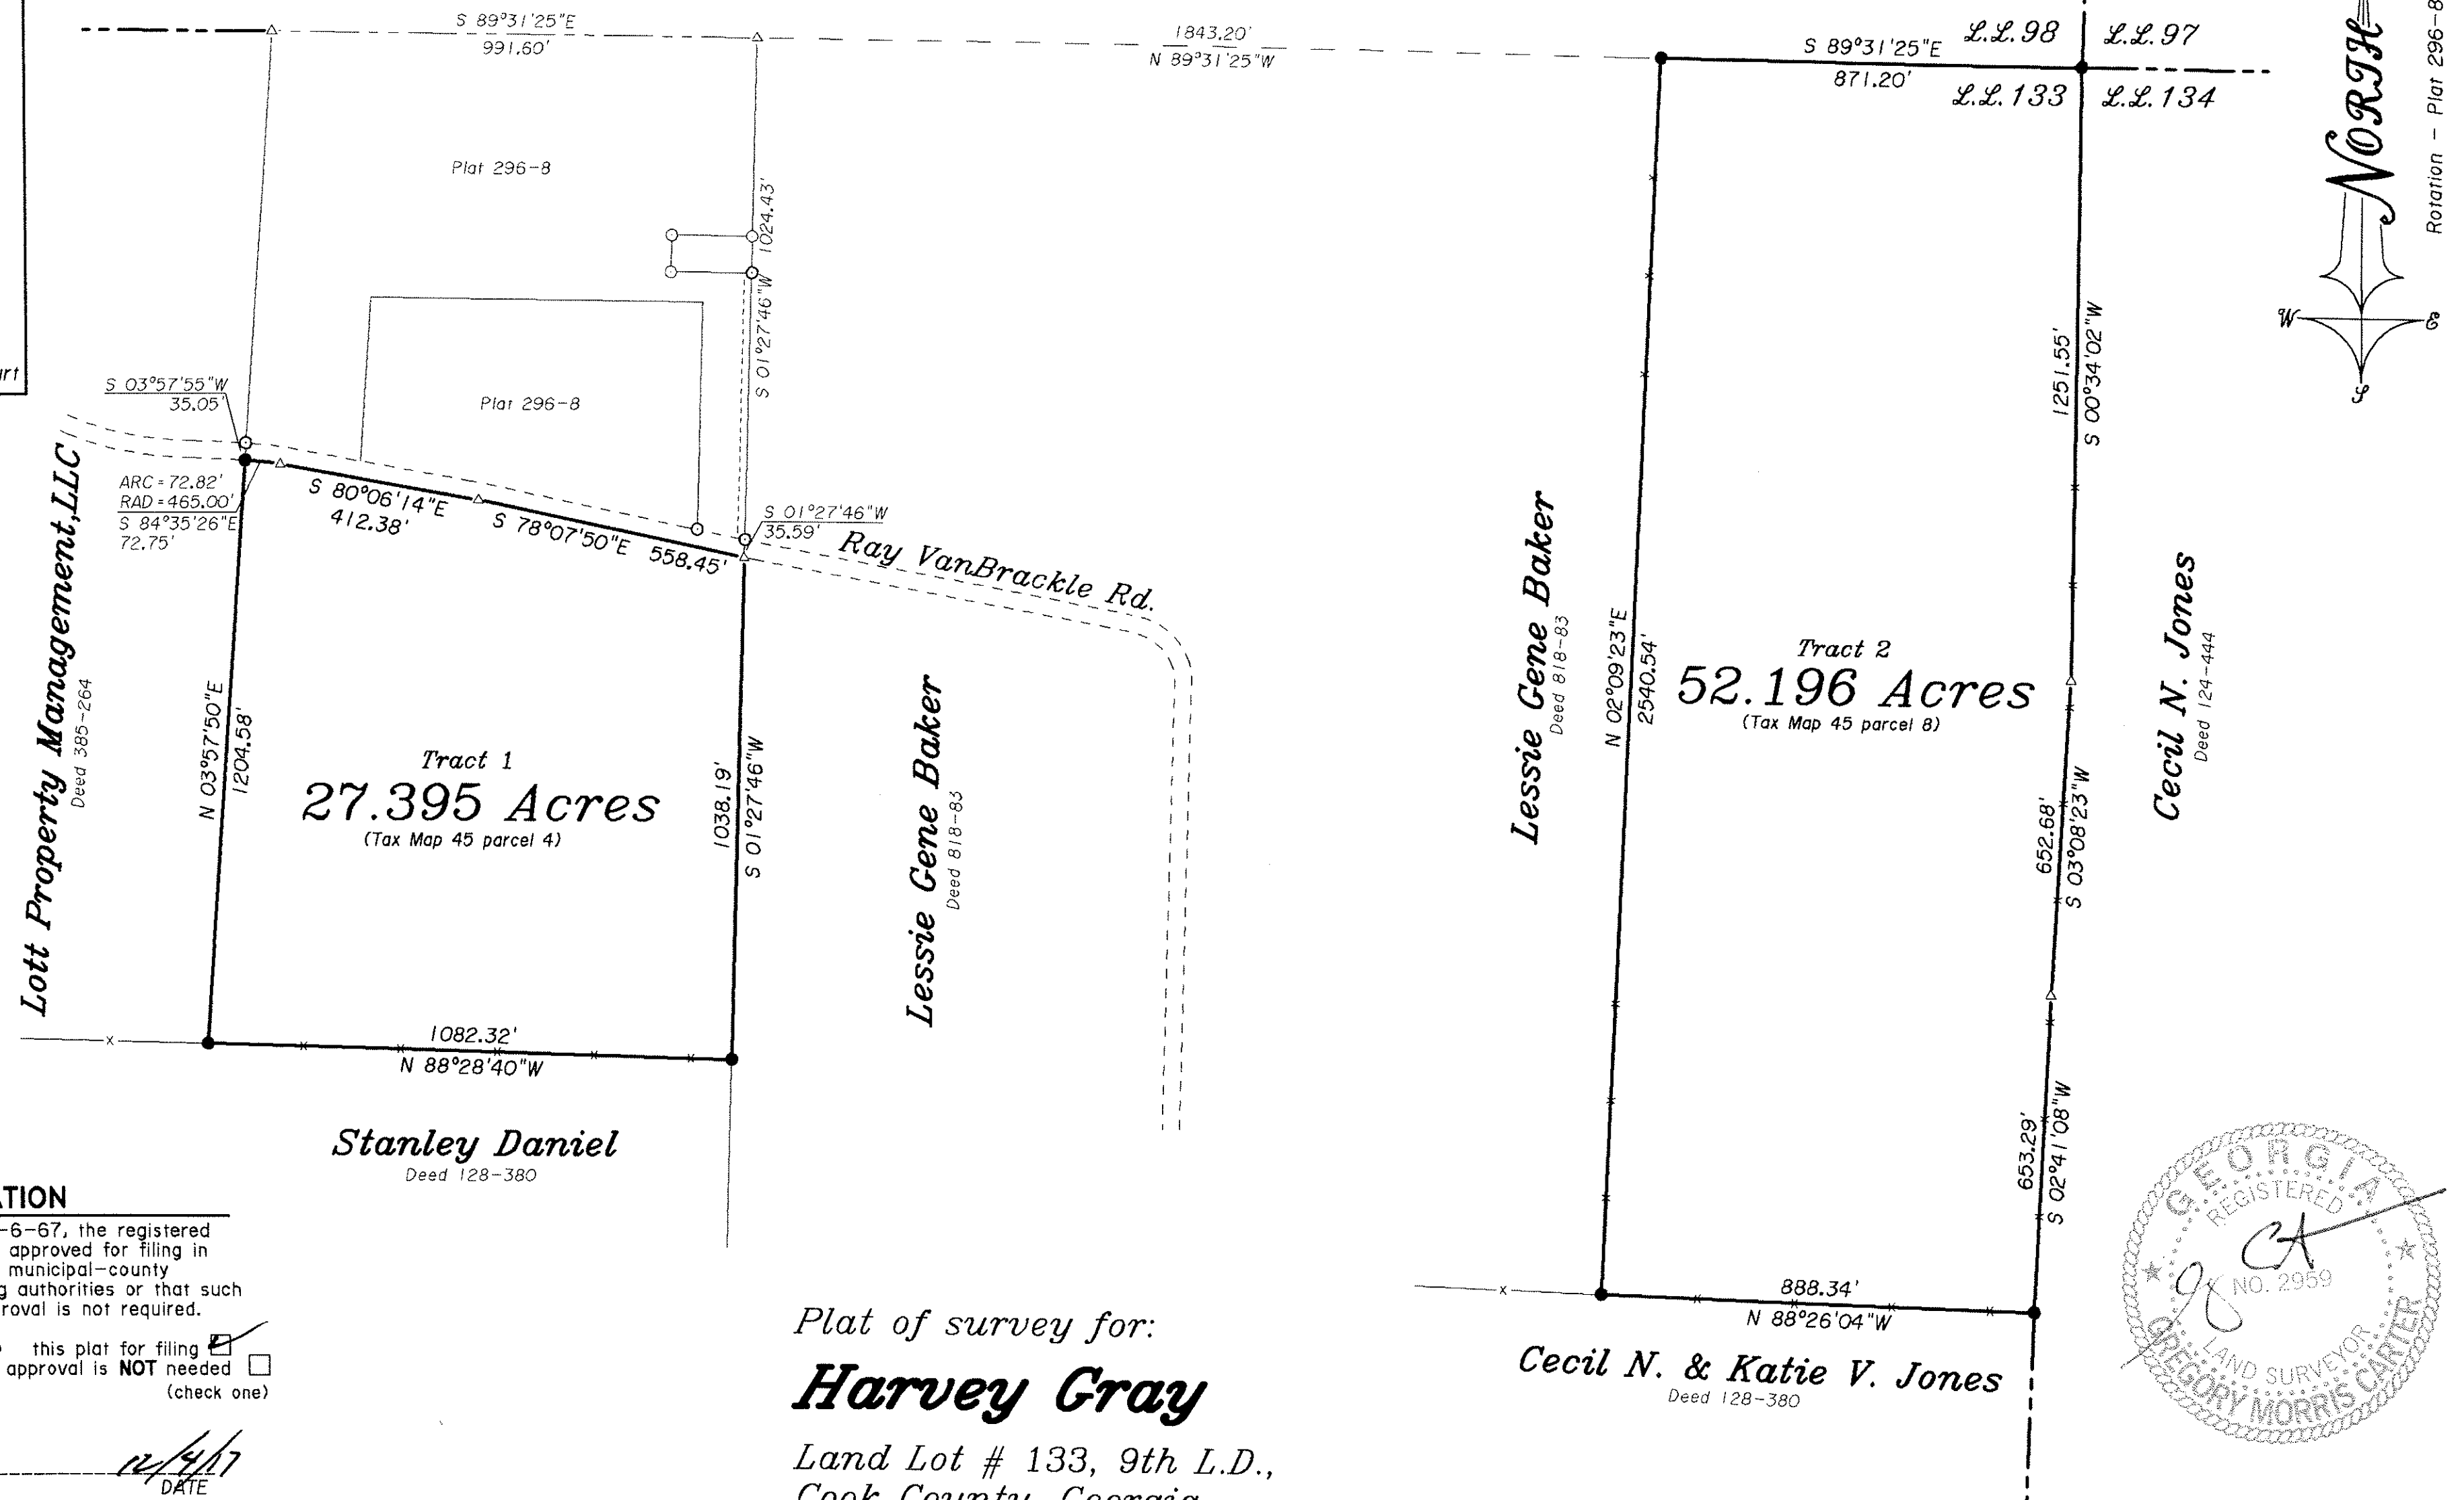 S 89°31'25"E
991.60'
1843.20'
N 89°31'25"W
S 89°31'25"E
871.20'
L.L. 98
L.L. 97
L.L. 133
L.L. 134
NORTH
W
E
S
Rotation - Plat 296-8
Plat 296-8
1024.43'
S 01°27'46"W
Plat 296-8
S 03°57'55"W
35.05'
ARC = 72.82'
RAD = 465.00'
S 84°35'26"E
72.75'
S 80°06'14"E
412.38'
S 78°07'50"E 558.45'
S 01°27'46"W
35.59'
Ray VanBrackle Rd.
Lott Property Management,LLC
Deed 385-264
N 03°57'50"E
1204.58'
Tract 1
27.395 Acres
(Tax Map 45 parcel 4)
1038.19'
S 01°27'46"W
Lessie Gene Baker
Deed 818-83
1082.32'
N 88°28'40"W
Stanley Daniel
Deed 128-380
Lessie Gene Baker
Deed 818-83
N 02°09'23"E
2540.54'
Tract 2
52.196 Acres
(Tax Map 45 parcel 8)
1251.55'
S 00°34'02"W
652.68'
S 03°08'23"W
653.29'
S 02°41'08"W
Cecil N. Jones
Deed 124-444
888.34'
N 88°26'04"W
Cecil N. & Katie V. Jones
Deed 128-380
-6-67, the registered
approved for filing in
municipal-county
authorities or that such
roval is not required.
this plat for filing
approval is NOT needed
(check one)
12/4/17
DATE
Plat of survey for:
Harvey Gray
Land Lot # 133, 9th L.D.,
Cook County, Georgia
GEORGIA
REGISTERED
NO. 2959
LAND SURVEYOR
GREGORY MORRIS CARTER